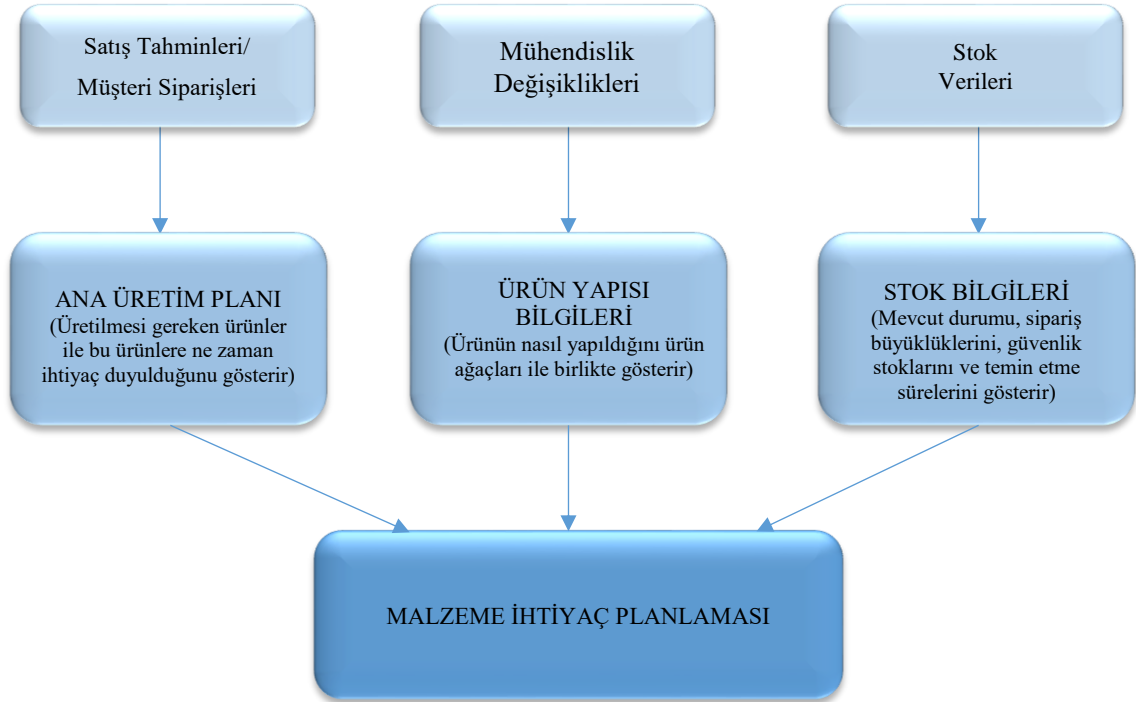 Satış Tahminleri/
Müşteri Siparişleri
Mühendislik
Değişiklikleri
Stok
Verileri
ANA ÜRETİM PLANI
(Üretilmesi gereken ürünler
ile bu ürünlere ne zaman
ihtiyaç duyulduğunu gösterir)
ÜRÜN YAPISI
BİLGİLERİ
(Ürünün nasıl yapıldığını ürün
ağaçları ile birlikte gösterir)
STOK BİLGİLERİ
(Mevcut durumu, sipariş
büyüklüklerini, güvenlik
stoklarını ve temin etme
sürelerini gösterir)
MALZEME İHTİYAÇ PLANLAMASI